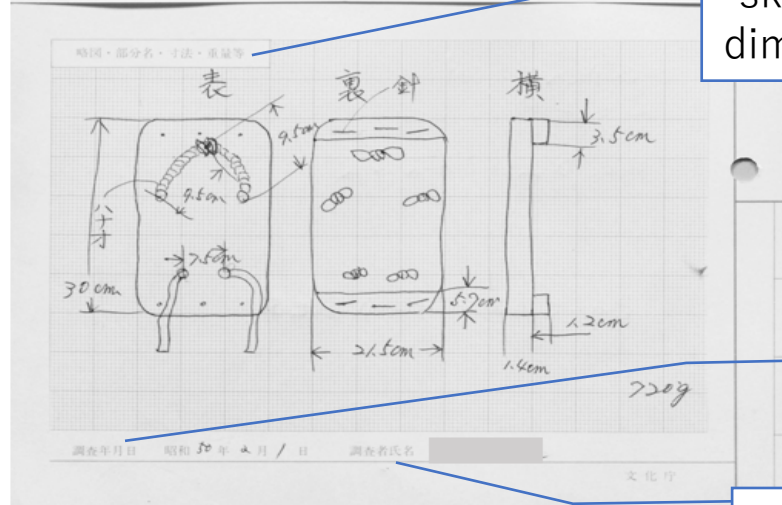 sk
dim
略図・部分名・寸法・重量等
表
裏
針
横
9.5cm
9.5cm
3.5cm
7.5cm
30cm
5.7cm
1.2cm
21.5cm
1.4cm
720g
調査年月日 昭和50年2月1日 調査者氏名
文化庁